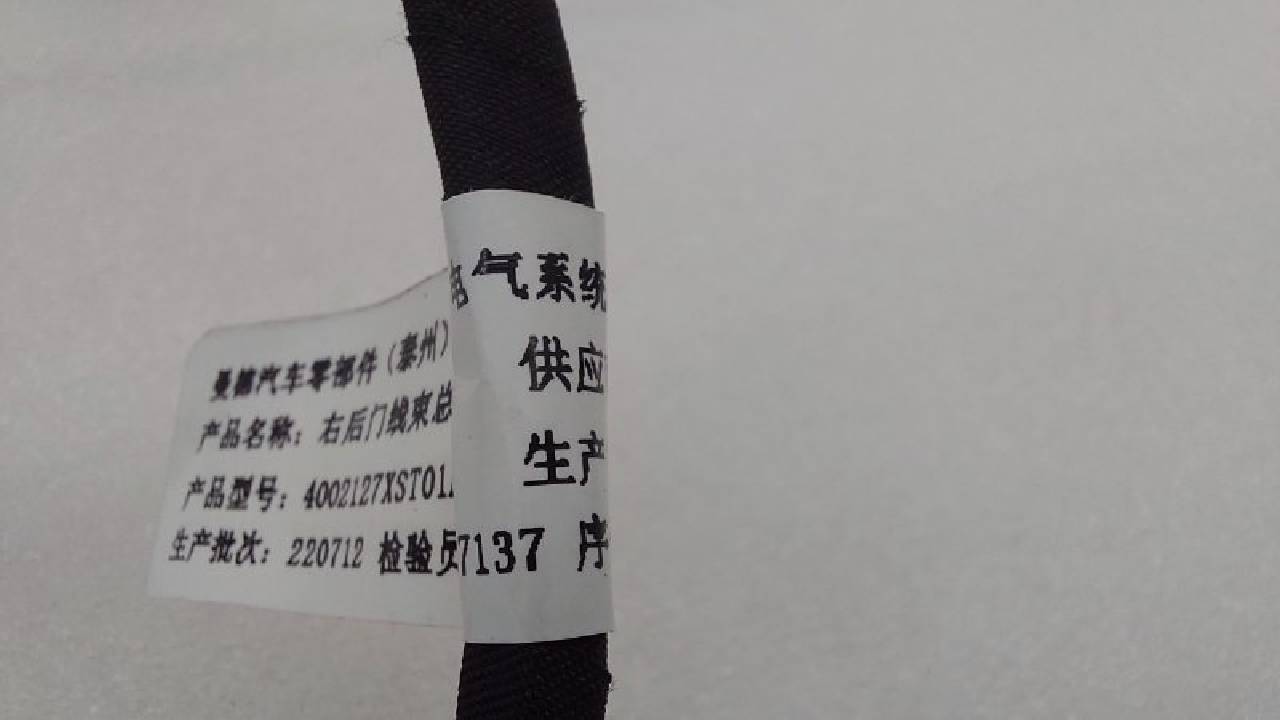 曼德汽车零部件(泰州)
产品名称: 右后门线束总
产品型号: 4002127XST01
生产批次: 220712 检验员
气系统
供应
生产
7137 序